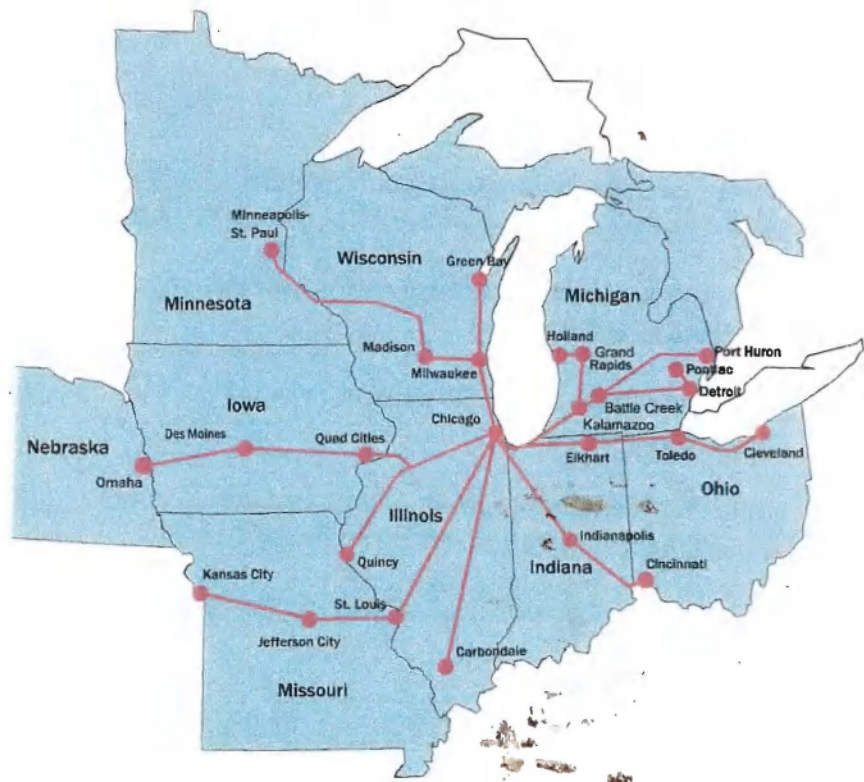 Minneapolis-
St. Paul
Wisconsin
Green Bay
Minnesota
Michigan
Holland
Grand
Rapids
Port Huron
Pontiac
Madison
Milwaukee
Detroit
Iowa
Battle Creek
Chicago
Kalamazoo
Des Moines
Quad Cities
Nebraska
Elkhart
Toledo
Cleveland
Omaha
Ohio
Illinois
Indianapolis
Quincy
Indiana
Cincinnati
Kansas City
St. Louis
Jefferson City
Carbondale
Missouri